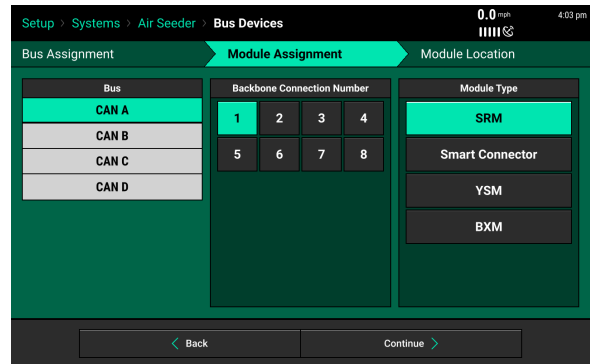 Setup > Systems > Air Seeder > Bus Devices
0.0 mph
4:03 pm
Bus Assignment
Module Assignment
Module Location
Bus
CAN A
CAN B
CAN C
CAN D
Backbone Connection Number
1 2 3 4
5 6 7 8
Module Type
SRM
Smart Connector
YSM
BXM
< Back
Continue >